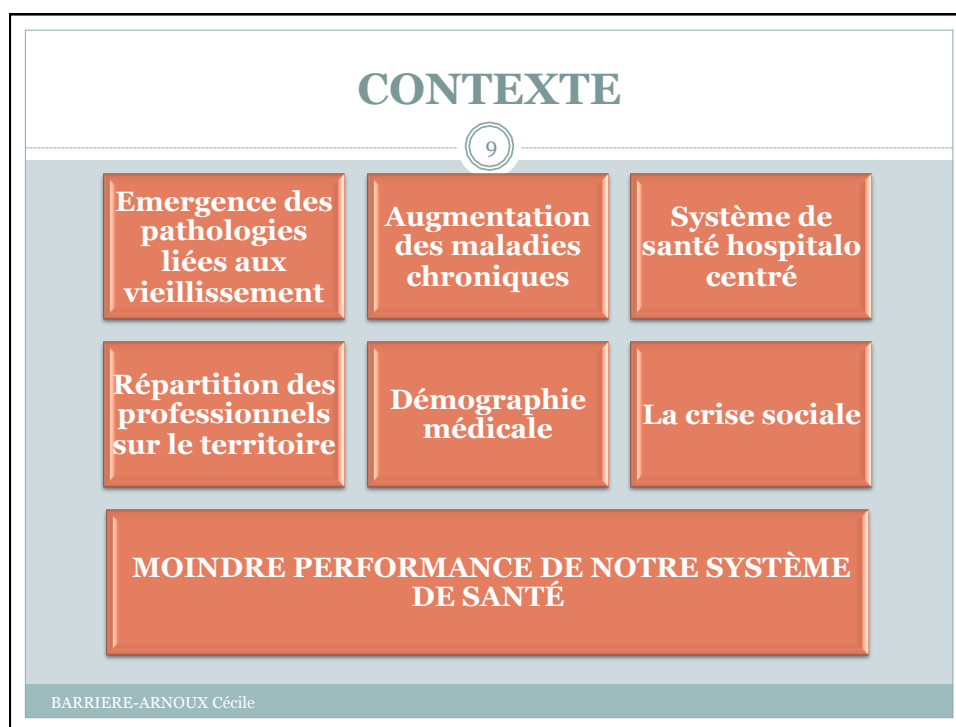 CONTEXTE
9
Emergence des
pathologies
liées aux
vieillissement
Augmentation
des maladies
chroniques
Système de
santé hospitalo
centré
Répartition des
professionnels
sur le territoire
Démographie
médicale
La crise sociale
MOINDRE PERFORMANCE DE NOTRE SYSTÈME
DE SANTÉ
BARRIERE-ARNOUX Cécile